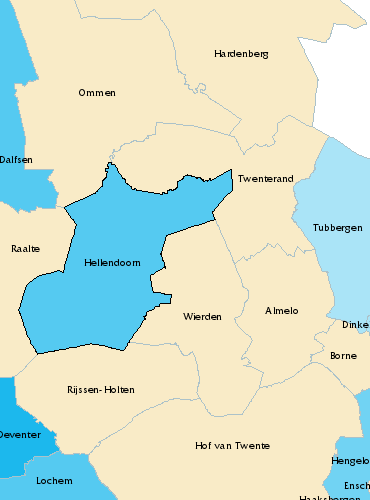 Hardenberg
Ommen
Dalfsen
Twenterand
Tubbergen
Raalte
Hellendoorn
Wierden
Almelo
Dinke
Borne
Rijssen-Holten
Deventer
Hof van Twente
Hengelo
Lochem
Ensch
Haaksbergen